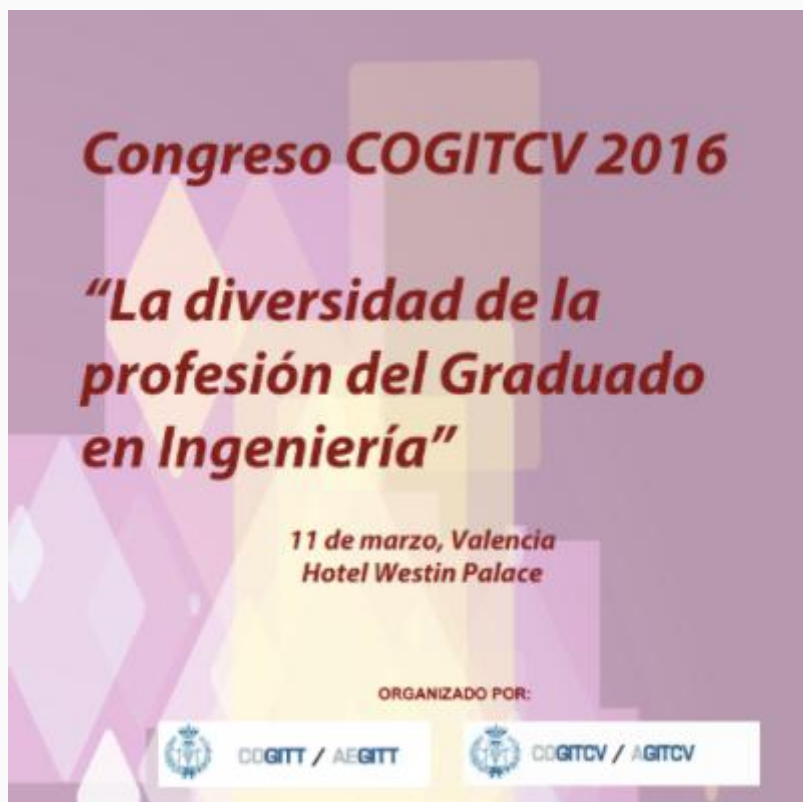 Congreso COGITCV 2016
“La diversidad de la
profesión del Graduado
en Ingeniería”
11 de marzo, Valencia
Hotel Westin Palace
ORGANIZADO POR:
COGITT / AEGITT
COGITCV / AGITCV